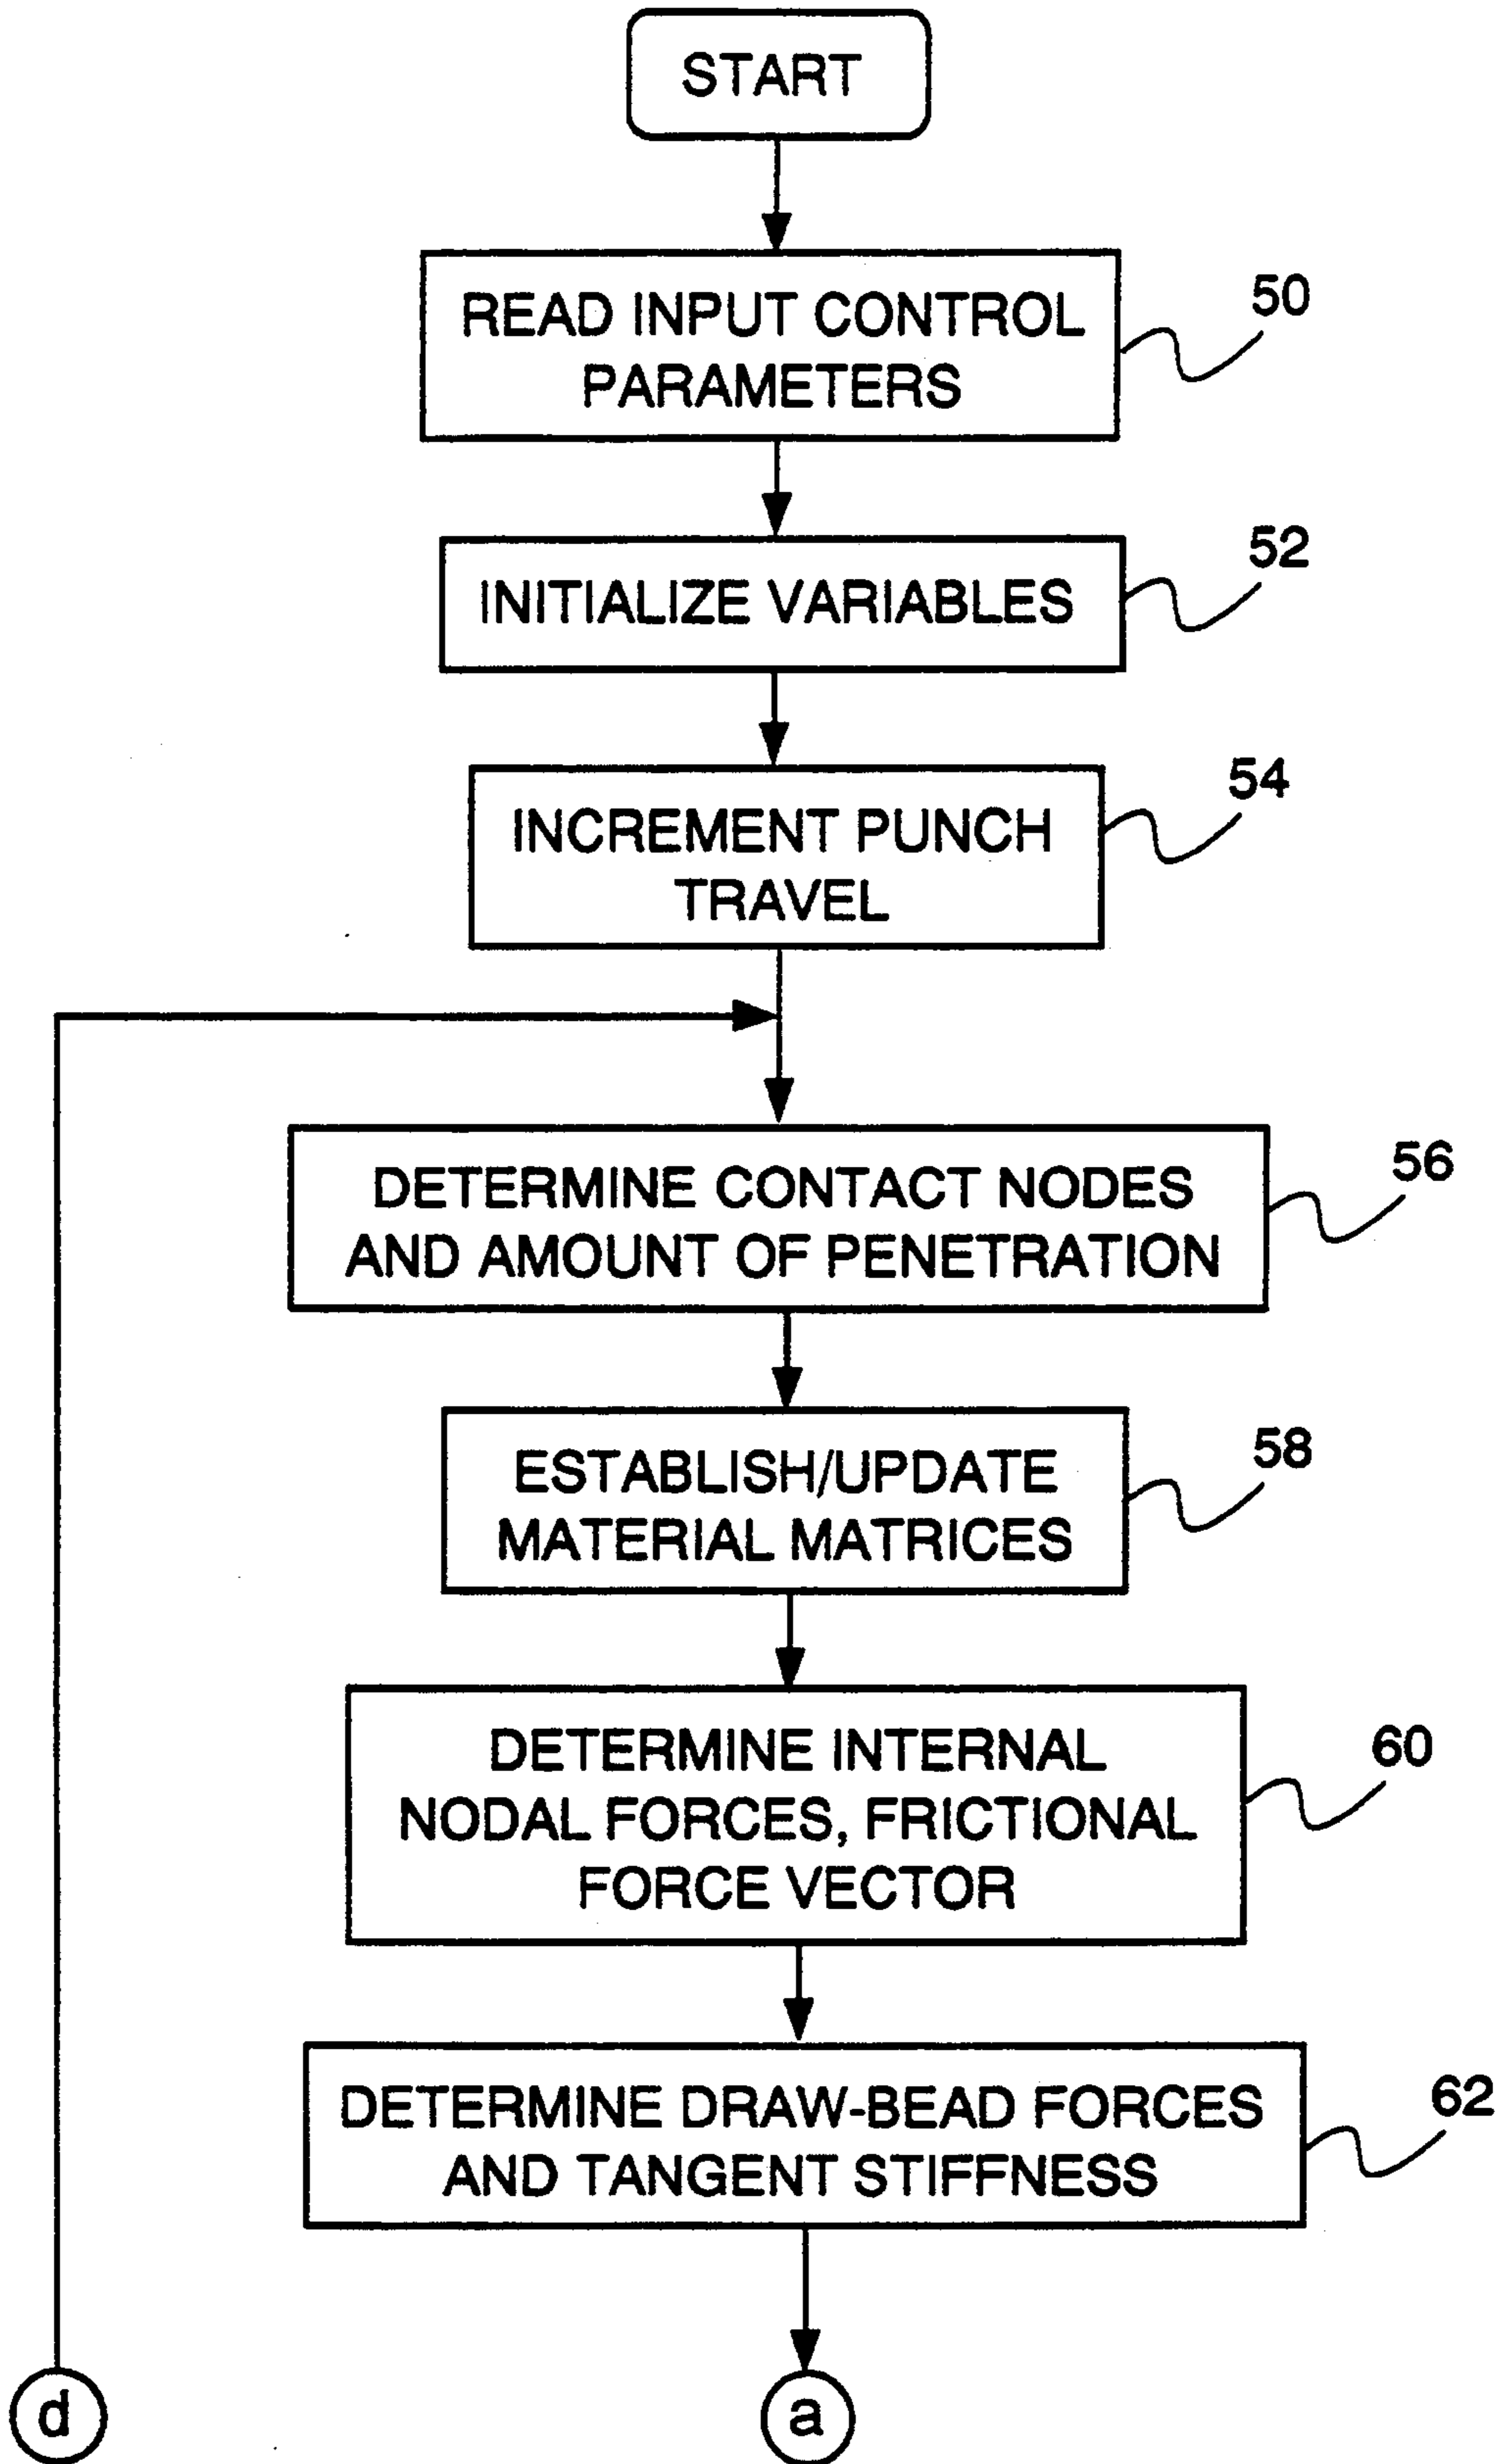 START
READ INPUT CONTROL
PARAMETERS
50
INITIALIZE VARIABLES
52
INCREMENT PUNCH
TRAVEL
54
DETERMINE CONTACT NODES
AND AMOUNT OF PENETRATION
56
ESTABLISH/UPDATE
MATERIAL MATRICES
58
DETERMINE INTERNAL
NODAL FORCES, FRICTIONAL
FORCE VECTOR
60
DETERMINE DRAW-BEAD FORCES
AND TANGENT STIFFNESS
62
d
a